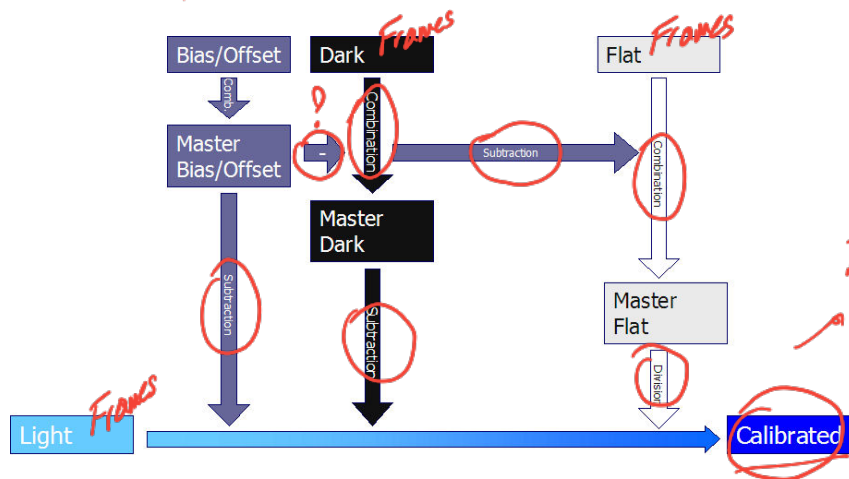 Frames
Frames
Bias/Offset
Dark
Flat
Comb.
?
Combination
Combination
Master
Bias/Offset
-
Subtraction
Master
Dark
Subtraction
Subtraction
Master
Flat
Division
Frames
Light
Calibrated